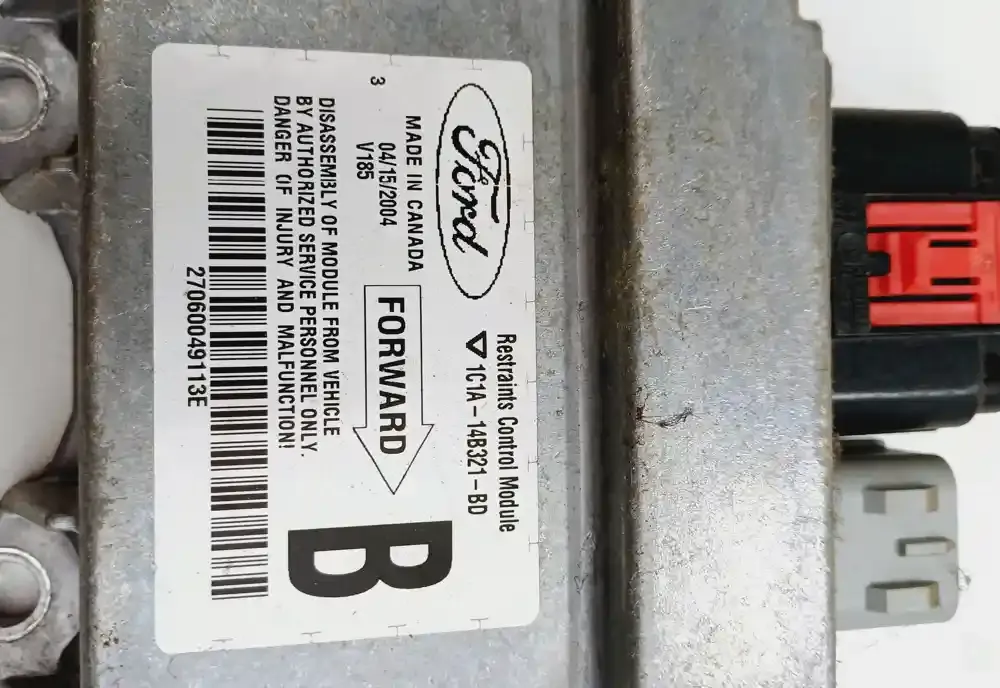 Ford
Restraints Control Module
▽ 1C1A-14B321-BD
MADE IN CANADA
04/15/2004
V185
3
FORWARD
B
DISASSEMBLY OF MODULE FROM VEHICLE
BY AUTHORIZED SERVICE PERSONNEL ONLY.
DANGER OF INJURY AND MALFUNCTION!
27060049113E